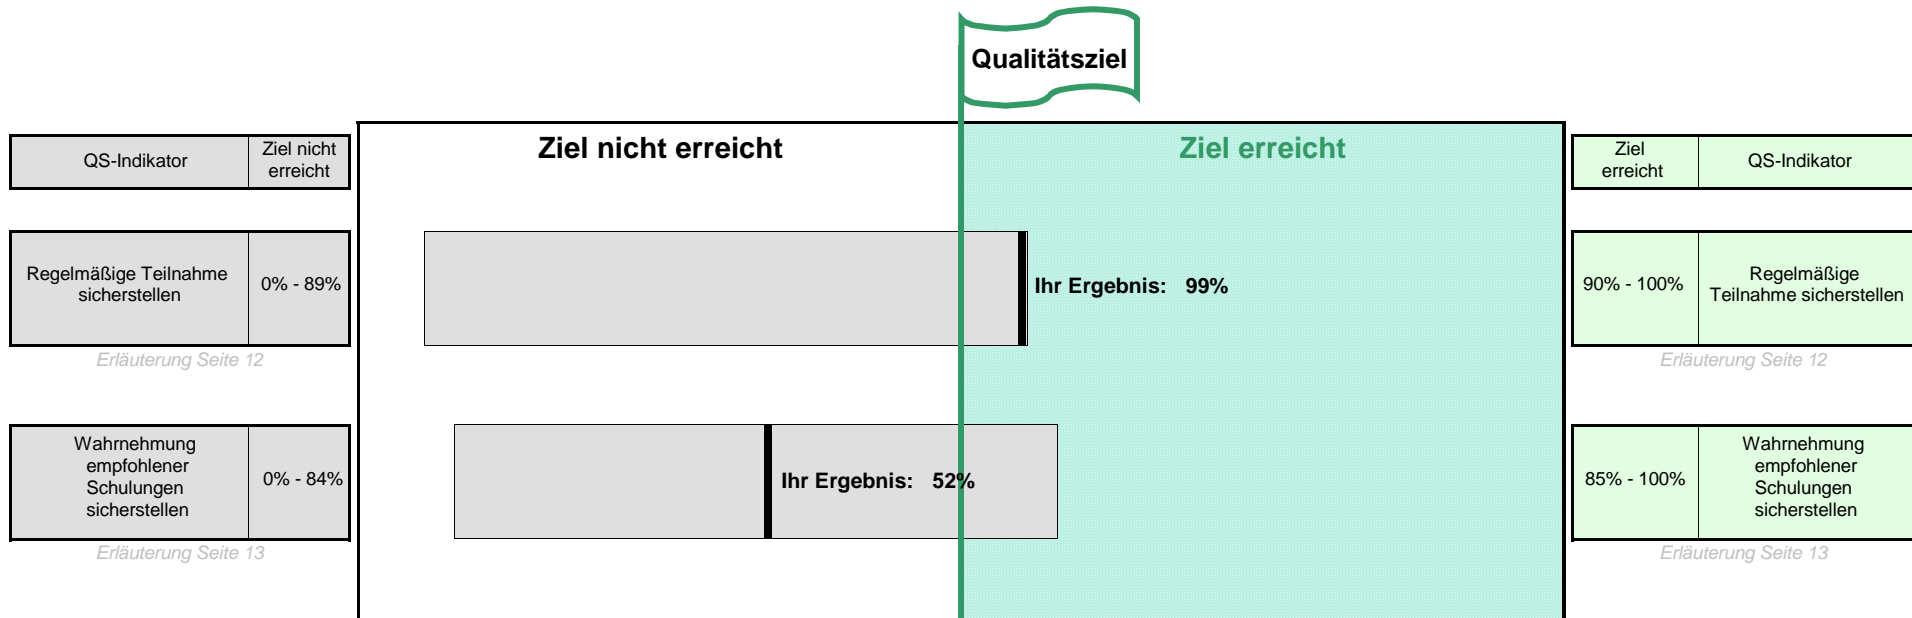 Qualitätsziel
QS-Indikator
Ziel nicht
erreicht
Ziel nicht erreicht
Ziel erreicht
Ziel
erreicht
QS-Indikator
Regelmäßige Teilnahme
sicherstellen
0% - 89%
Ihr Ergebnis: 99%
90% - 100%
Regelmäßige
Teilnahme sicherstellen
Erläuterung Seite 12
Erläuterung Seite 12
Wahrnehmung
empfohlener
Schulungen
sicherstellen
0% - 84%
Ihr Ergebnis: 52%
85% - 100%
Wahrnehmung
empfohlener
Schulungen
sicherstellen
Erläuterung Seite 13
Erläuterung Seite 13